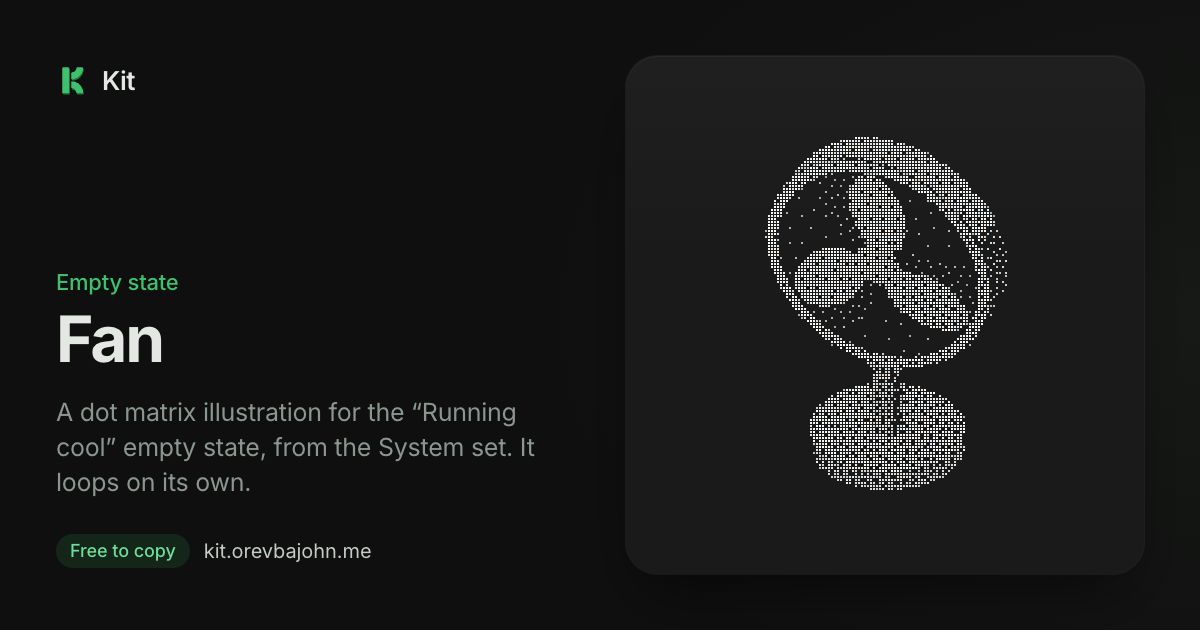 Kit
Empty state
Fan
A dot matrix illustration for the “Running
cool” empty state, from the System set. It
loops on its own.
Free to copy
kit.orevbajohn.me